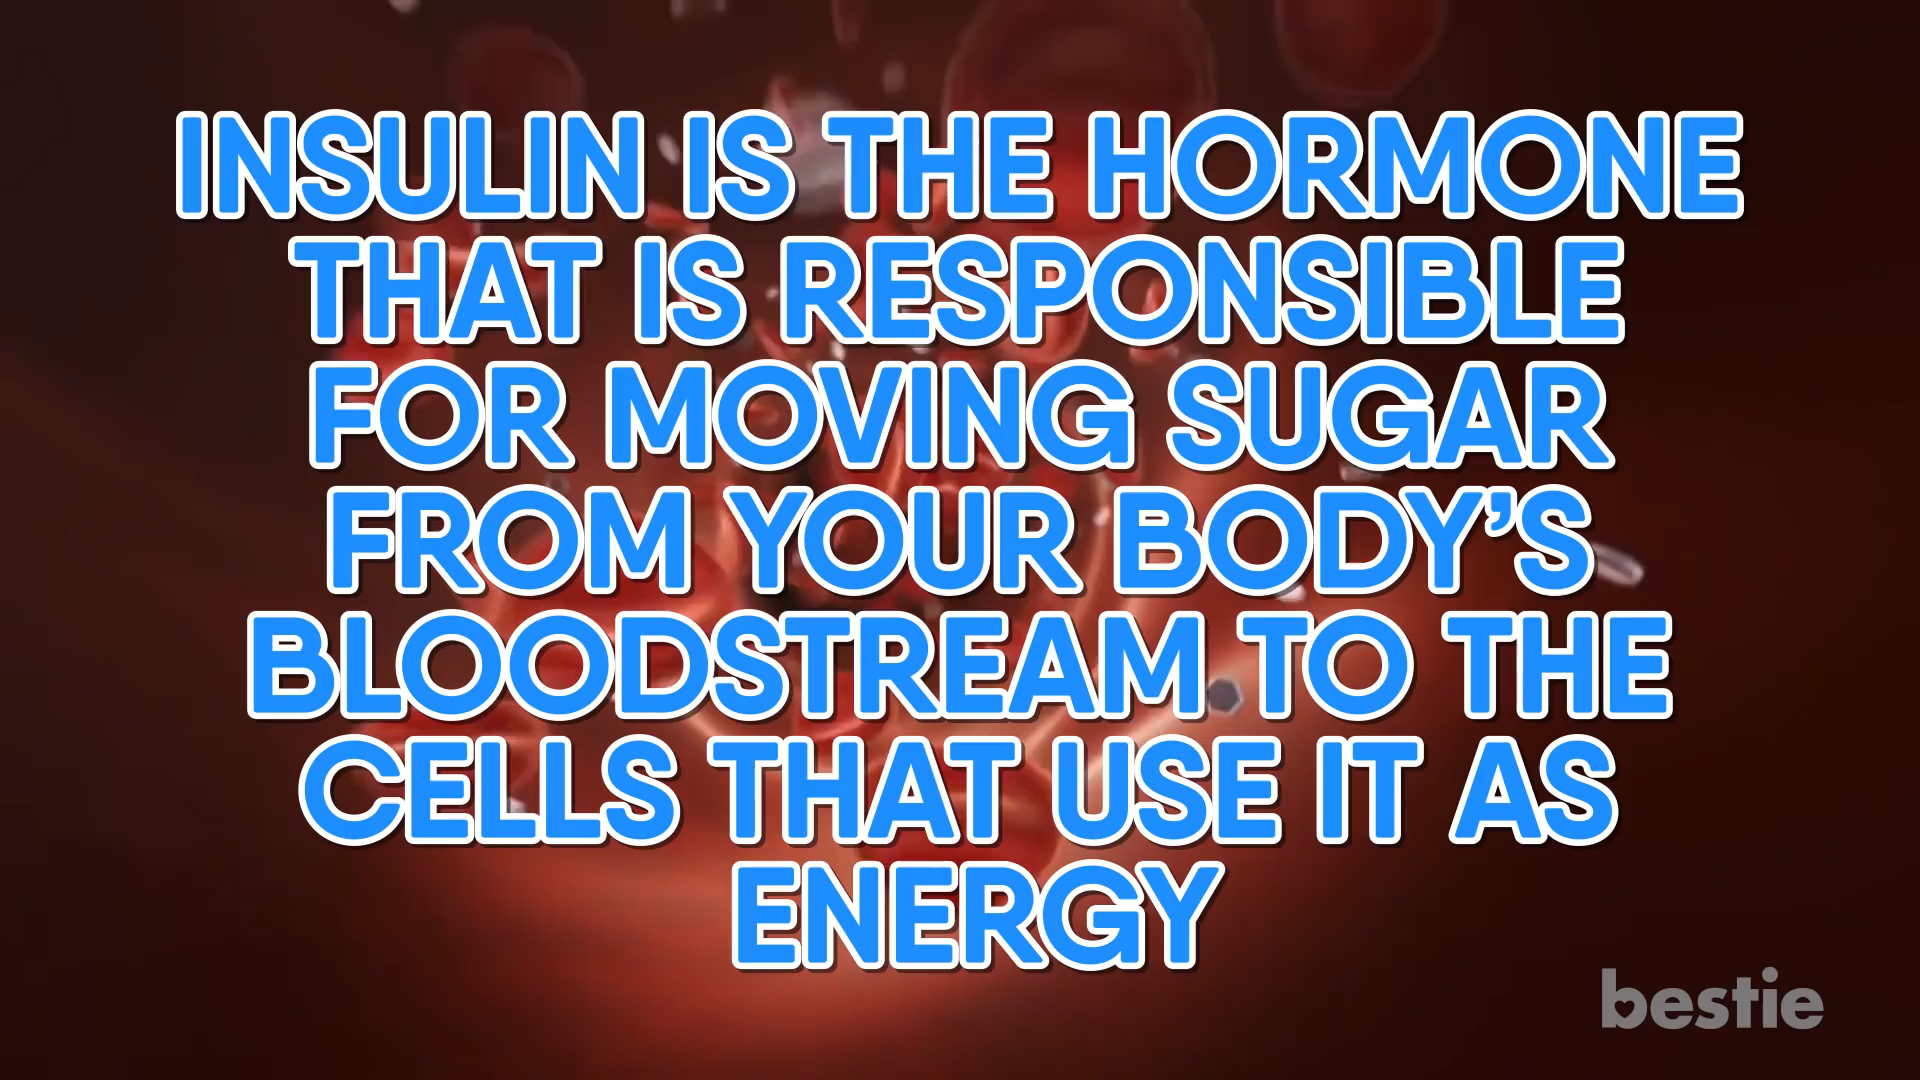 INSULIN IS THE HORMONE
THAT IS RESPONSIBLE
FOR MOVING SUGAR
FROM YOUR BODY’S
BLOODSTREAM TO THE
CELLS THAT USE IT AS
ENERGY
bestie